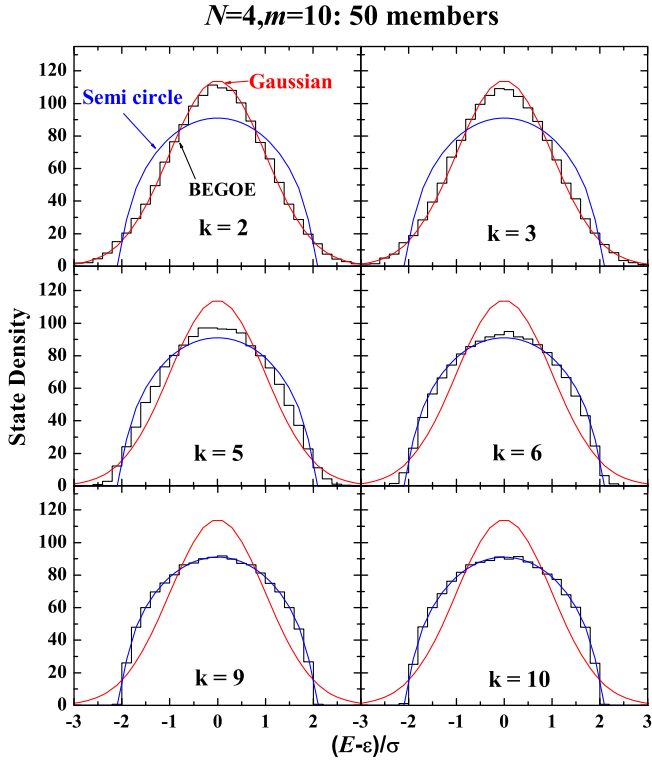 N=4,m=10: 50 members
State Density
120
100
80
60
40
20
0
Semi circle
Gaussian
BEGOE
k = 2
k = 3
120
100
80
60
40
20
0
k = 5
k = 6
120
100
80
60
40
20
0
k = 9
k = 10
-3 -2 -1 0 1 2 -3 -2 -1 0 1 2 3
(E-ε)/σ